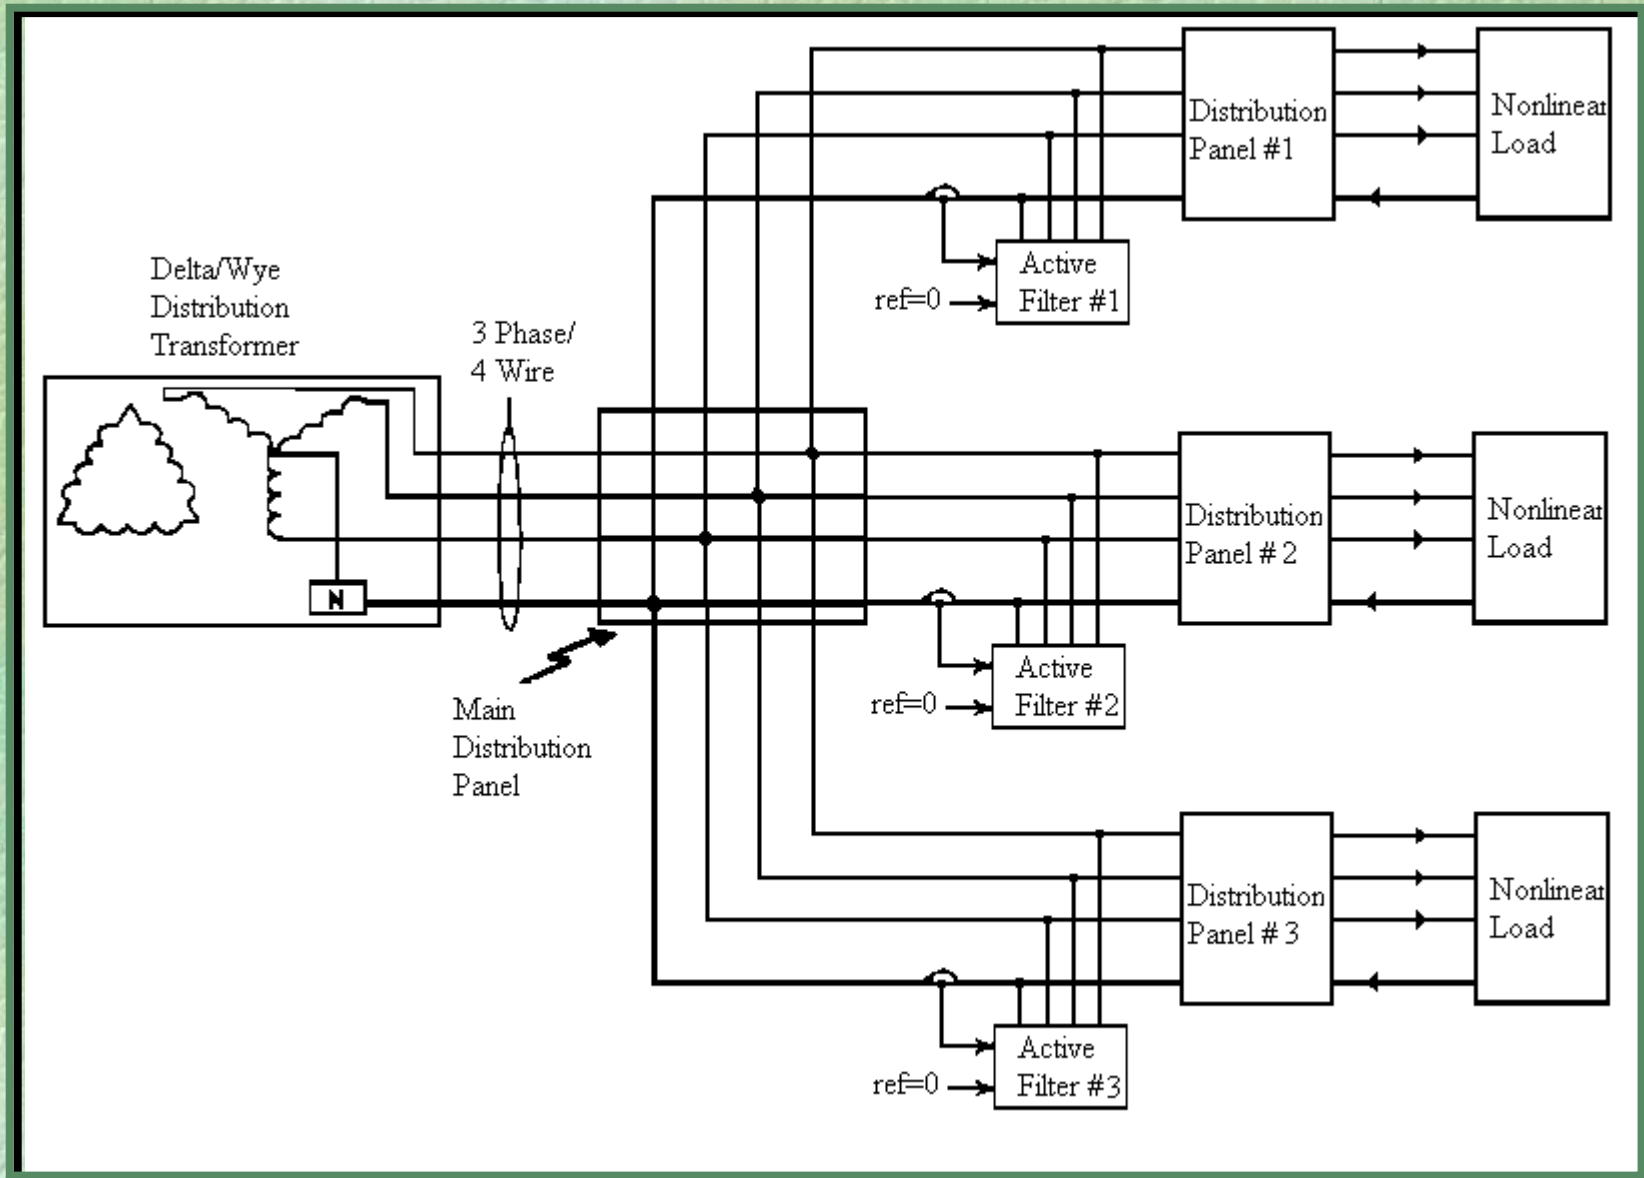 Delta/Wye
Distribution
Transformer
3 Phase/
4 Wire
N
Main
Distribution
Panel
Distribution
Panel #1
Nonlinear
Load
Active
Filter #1
ref=0
Distribution
Panel # 2
Nonlinear
Load
Active
Filter #2
ref=0
Distribution
Panel # 3
Nonlinear
Load
Active
Filter #3
ref=0